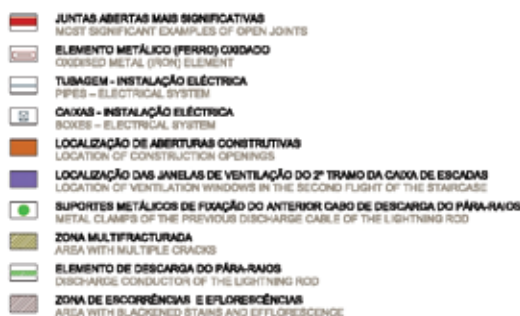 JUNTAS ABERTAS MAIS SIGNIFICATIVAS
MOST SIGNIFICANT EXAMPLES OF OPEN JOINTS
ELEMENTO METÁLICO (FERRO) OXIDADO
OXIDISED METAL (IRON) ELEMENT
TUBAGEM - INSTALAÇÃO ELÉCTRICA
PIPES – ELECTRICAL SYSTEM
CAIXAS - INSTALAÇÃO ELÉCTRICA
BOXES – ELECTRICAL SYSTEM
LOCALIZAÇÃO DE ABERTURAS CONSTRUTIVAS
LOCATION OF CONSTRUCTION OPENINGS
LOCALIZAÇÃO DAS JANELAS DE VENTILAÇÃO DO 2º TRAMO DA CAIXA DE ESCADAS
LOCATION OF VENTILATION WINDOWS IN THE SECOND FLIGHT OF THE STAIRCASE
SUPORTES METÁLICOS DE FIXAÇÃO DO ANTERIOR CABO DE DESCARGA DO PÁRA-RAIOS
METAL CLAMPS OF THE PREVIOUS DISCHARGE CABLE OF THE LIGHTNING ROD
ZONA MULTIFRACTURADA
AREA WITH MULTIPLE CRACKS
ELEMENTO DE DESCARGA DO PÁRA-RAIOS
DISCHARGE CONDUCTOR OF THE LIGHTNING ROD
ZONA DE ESCORRÊNCIAS E EFLORESCÊNCIAS
AREA WITH BLACKENED STAINS AND EFFLORESCENCE